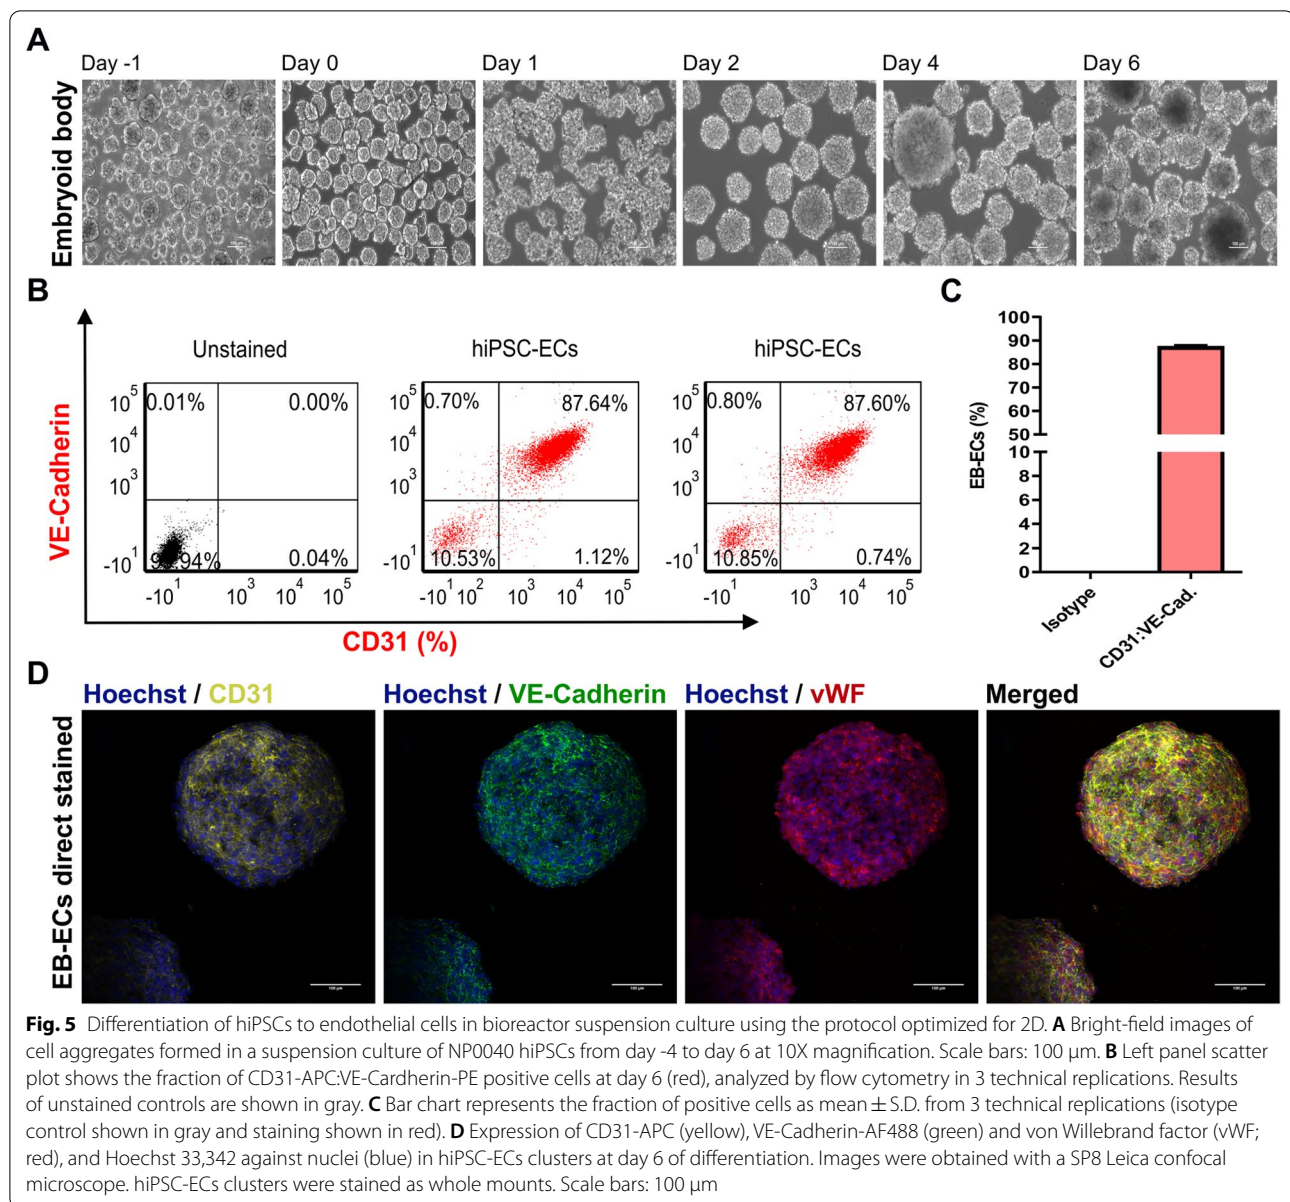 A
Day -1 Day 0 Day 1 Day 2 Day 4 Day 6
Embryoid body
100 µm
B
C
Unstained hiPSC-ECs hiPSC-ECs
VE-Cadherin
10^5 0.01% 0.00%
10^4
10^3
-10^1 0.04%
-10^1 10^3 10^4 10^5
10^5 0.70% 87.64%
10^4
10^3
-10^1 10.53% 1.12%
-10^1 10^2 10^3 10^4 10^5
10^5 0.80% 87.60%
10^4
10^3
-10^1 10.85% 0.74%
-10^1 10^3 10^4 10^5
CD31 (%)
EB-ECs (%)
100
90
80
70
60
50
10
8
6
4
2
0
Isotype
CD31:VE-Cad.
D
Hoechst / CD31 Hoechst / VE-Cadherin Hoechst / vWF Merged
EB-ECs direct stained
100 µm 100 µm 100 µm 100 µm
Fig. 5 Differentiation of hiPSCs to endothelial cells in bioreactor suspension culture using the protocol optimized for 2D. A Bright-field images of
cell aggregates formed in a suspension culture of NP0040 hiPSCs from day -4 to day 6 at 10X magnification. Scale bars: 100 µm. B Left panel scatter
plot shows the fraction of CD31-APC:VE-Cardherin-PE positive cells at day 6 (red), analyzed by flow cytometry in 3 technical replications. Results
of unstained controls are shown in gray. C Bar chart represents the fraction of positive cells as mean ± S.D. from 3 technical replications (isotype
control shown in gray and staining shown in red). D Expression of CD31-APC (yellow), VE-Cadherin-AF488 (green) and von Willebrand factor (vWF;
red), and Hoechst 33,342 against nuclei (blue) in hiPSC-ECs clusters at day 6 of differentiation. Images were obtained with a SP8 Leica confocal
microscope. hiPSC-ECs clusters were stained as whole mounts. Scale bars: 100 µm